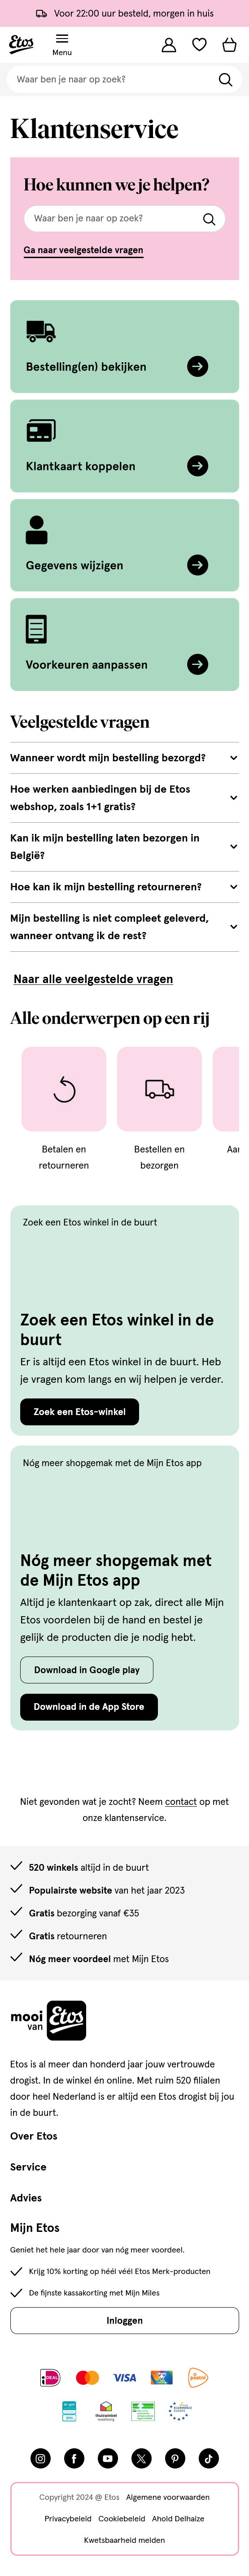 Voor 22:00 uur besteld, morgen in huis
Etos
Menu
Waar ben je naar op zoek?
Klantenservice
Hoe kunnen we je helpen?
Waar ben je naar op zoek?
Ga naar veelgestelde vragen
Bestelling(en) bekijken
Klantkaart koppelen
Gegevens wijzigen
Voorkeuren aanpassen
Veelgestelde vragen
Wanneer wordt mijn bestelling bezorgd?
Hoe werken aanbiedingen bij de Etos
webshop, zoals 1+1 gratis?
Kan ik mijn bestelling laten bezorgen in
België?
Hoe kan ik mijn bestelling retourneren?
Mijn bestelling is niet compleet geleverd,
wanneer ontvang ik de rest?
Naar alle veelgestelde vragen
Alle onderwerpen op een rij
Betalen en
retourneren
Bestellen en
bezorgen
Zoek een Etos winkel in de buurt
Zoek een Etos winkel in de
buurt
Er is altijd een Etos winkel in de buurt. Heb
je vragen kom langs en wij helpen je verder.
Zoek een Etos-winkel
Nóg meer shopgemak met de Mijn Etos app
Nóg meer shopgemak met
de Mijn Etos app
Altijd je klantenkaart op zak, direct alle Mijn
Etos voordelen bij de hand en bestel je
gelijk de producten die je nodig hebt.
Download in Google play
Download in de App Store
Niet gevonden wat je zocht? Neem contact op met
onze klantenservice.
520 winkels altijd in de buurt
Populairste website van het jaar 2023
Gratis bezorging vanaf €35
Gratis retourneren
Nóg meer voordeel met Mijn Etos
mooi
van Etos
Etos is al meer dan honderd jaar jouw vertrouwde
drogist. In de winkel én online. Met ruim 520 filialen
door heel Nederland is er altijd een Etos drogist bij jou
in de buurt.
Over Etos
Service
Advies
Mijn Etos
Geniet het hele jaar door van nóg meer voordeel.
Krijg 10% korting op héél véél Etos Merk-producten
De fijnste kassakorting met Mijn Miles
Inloggen
iDEAL
VISA
Copyright 2024 @ Etos Algemene voorwaarden
Privacybeleid Cookiebeleid Ahold Delhaize
Kwetsbaarheid melden